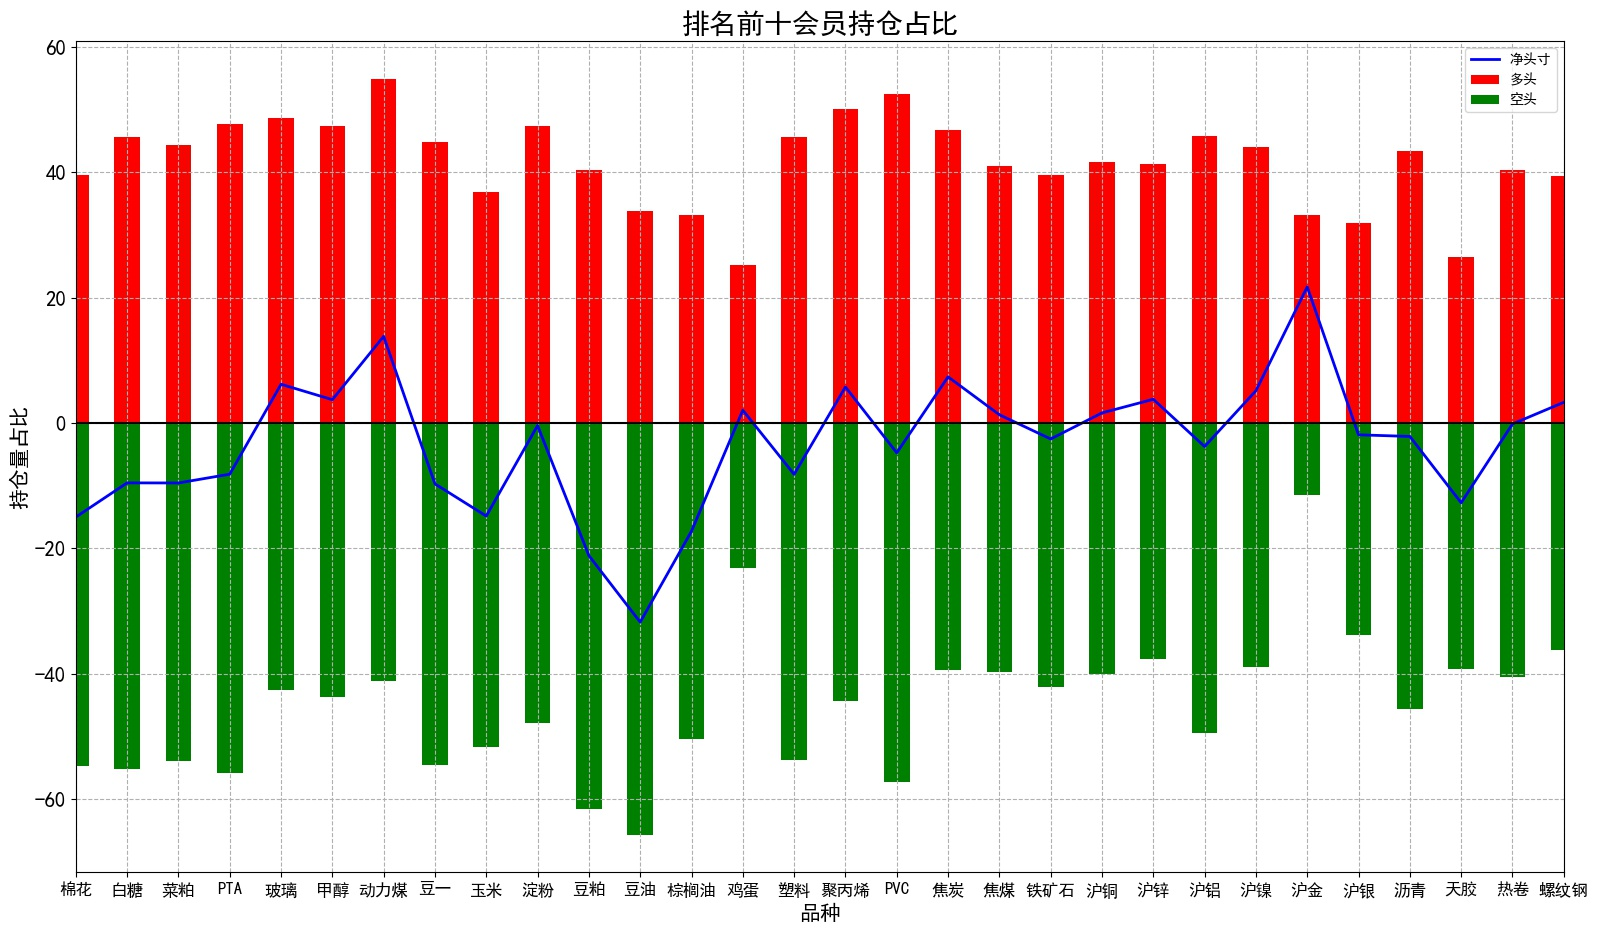 排名前十会员持仓占比
净头寸
多头
空头
持仓量占比
60
40
20
0
−20
−40
−60
棉花 白糖 菜粕 PTA 玻璃 甲醇 动力煤 豆一 玉米 淀粉 豆粕 豆油 棕榈油 鸡蛋 塑料 聚丙烯 PVC 焦炭 焦煤 铁矿石 沪铜 沪锌 沪铝 沪镍 沪金 沪银 沥青 天胶 热卷 螺纹钢
品种